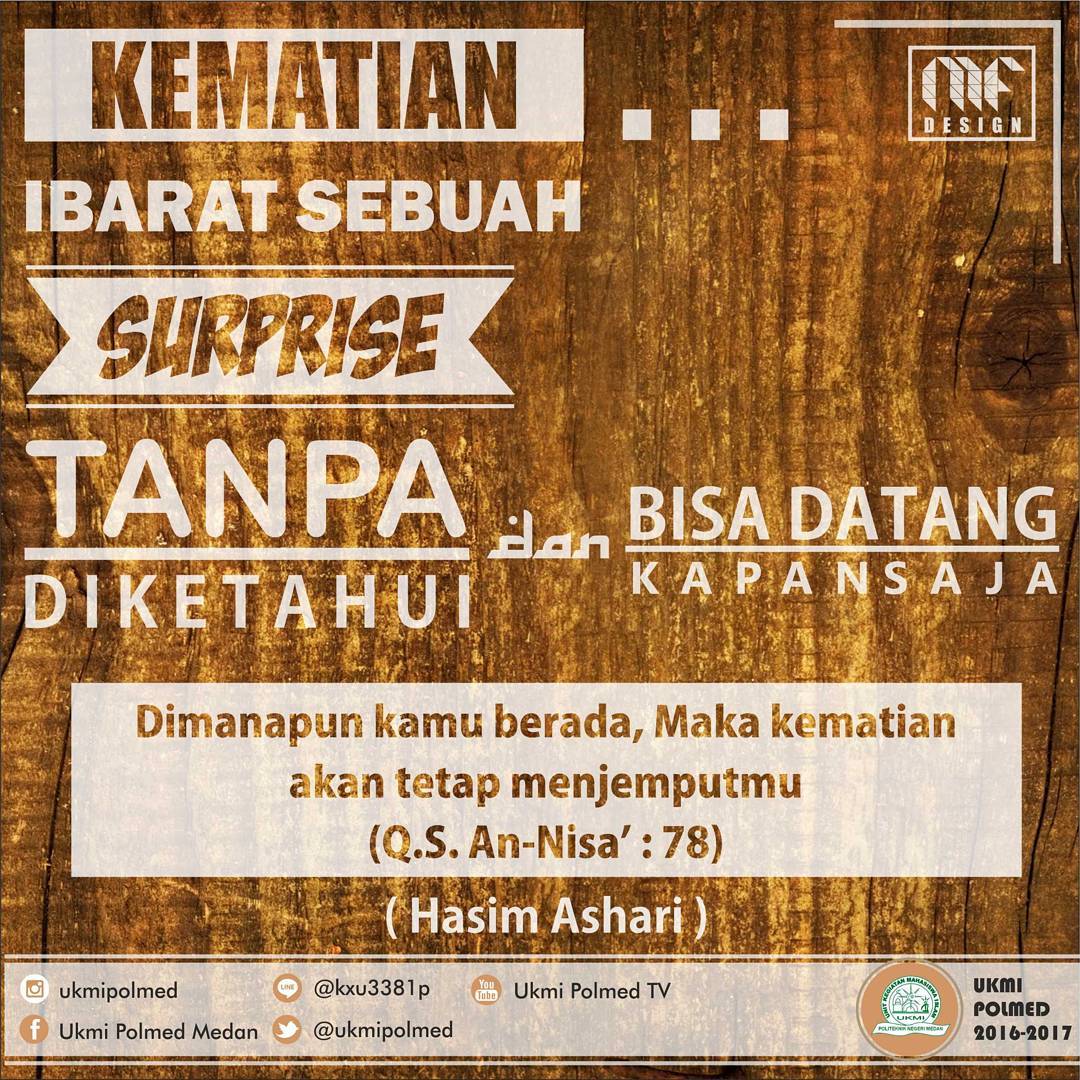 KEMATIAN ...
MF
DESIGN
IBARAT SEBUAH
SURPRISE
TANPA
DIKETAHUI
dan
BISA DATANG
KAPANSAJA
Dimanapun kamu berada, Maka kematian
akan tetap menjemputmu
(Q.S. An-Nisa' : 78)
( Hasim Ashari )
ukmipolmed
LINE
@kxu3381p
You
Tube
Ukmi Polmed TV
Ukmi Polmed Medan
@ukmipolmed
UNIT KEGIATAN MAHASISWA ISLAM
UKMI
POLITEKNIK NEGERI MEDAN
UKMI
POLMED
2016-2017